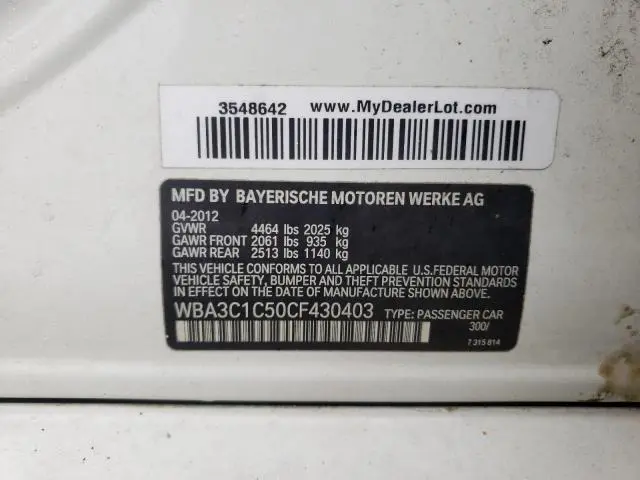 3548642 www.MyDealerLot.com
MFD BY BAYERISCHE MOTOREN WERKE AG
04-2012
GVWR 4464 lbs 2025 kg
GAWR FRONT 2061 lbs 935 kg
GAWR REAR 2513 lbs 1140 kg
THIS VEHICLE CONFORMS TO ALL APPLICABLE U.S.FEDERAL MOTOR
VEHICLE SAFETY, BUMPER AND THEFT PREVENTION STANDARDS
IN EFFECT ON THE DATE OF MANUFACTURE SHOWN ABOVE.
WBA3C1C50CF430403 TYPE: PASSENGER CAR
300/
7 315 814